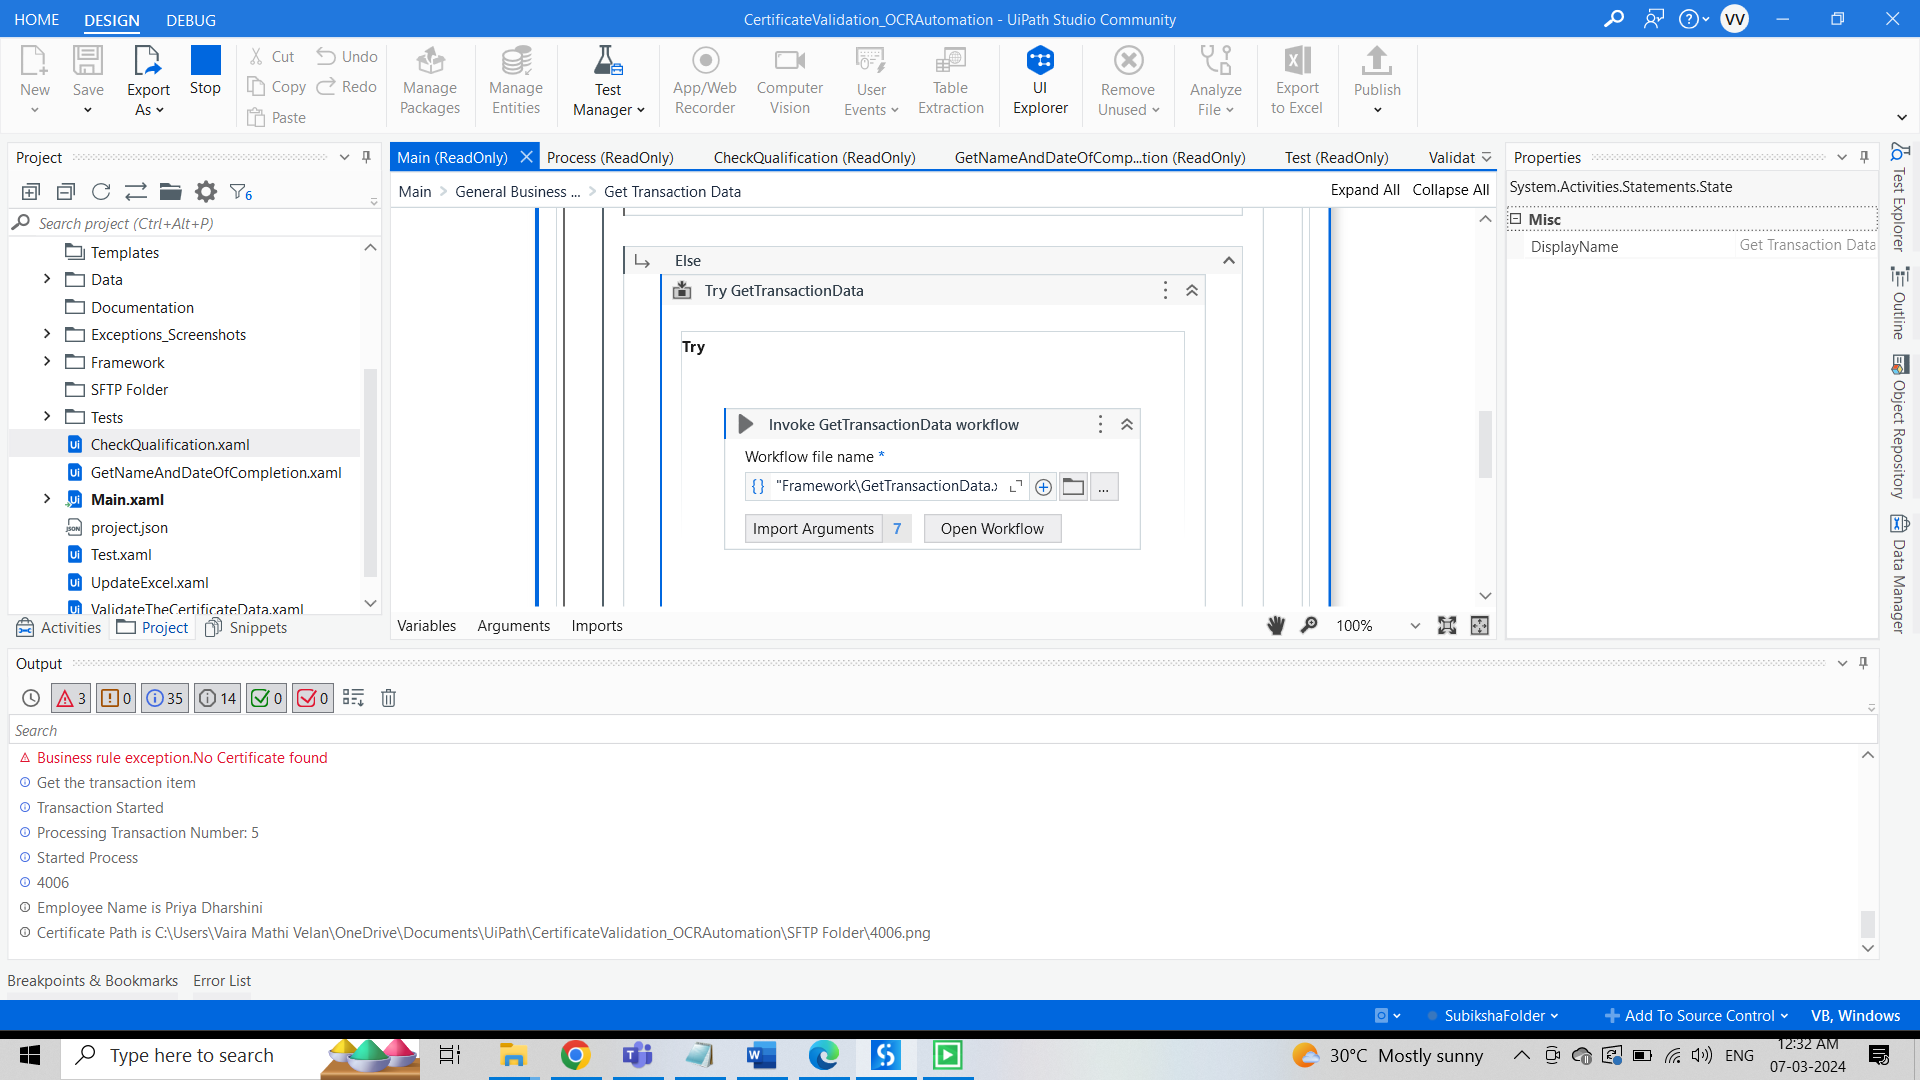 HOME DESIGN DEBUG CertificateValidation_OCRAutomation - UiPath Studio Community VV
New Save Export As Stop Cut Copy Paste Undo Redo Manage Packages Manage Entities Test Manager App/Web Recorder Computer Vision User Events Table Extraction UI Explorer Remove Unused Analyze File Export to Excel Publish
Project
6
Search project (Ctrl+Alt+P)
Templates
Data
Documentation
Exceptions_Screenshots
Framework
SFTP Folder
Tests
CheckQualification.xaml
GetNameAndDateOfCompletion.xaml
Main.xaml
project.json
Test.xaml
UpdateExcel.xaml
ValidateTheCertificateData.xaml
Activities Project Snippets
Main (ReadOnly) Process (ReadOnly) CheckQualification (ReadOnly) GetNameAndDateOfComp...tion (ReadOnly) Test (ReadOnly) Validat
Main > General Business ... > Get Transaction Data Expand All Collapse All
Else
Try GetTransactionData
Try
Invoke GetTransactionData workflow
Workflow file name *
{} "Framework\GetTransactionData.x ...
Import Arguments 7 Open Workflow
Variables Arguments Imports 100%
Properties
System.Activities.Statements.State
Misc
DisplayName Get Transaction Data
Test Explorer
Outline
Object Repository
Data Manager
Output
3 0 35 14 0 0
Search
Business rule exception.No Certificate found
Get the transaction item
Transaction Started
Processing Transaction Number: 5
Started Process
4006
Employee Name is Priya Dharshini
Certificate Path is C:\Users\Vaira Mathi Velan\OneDrive\Documents\UiPath\CertificateValidation_OCRAutomation\SFTP Folder\4006.png
Breakpoints & Bookmarks Error List
SubikshaFolder Add To Source Control VB, Windows
Type here to search 30°C Mostly sunny ENG 12:32 AM
07-03-2024